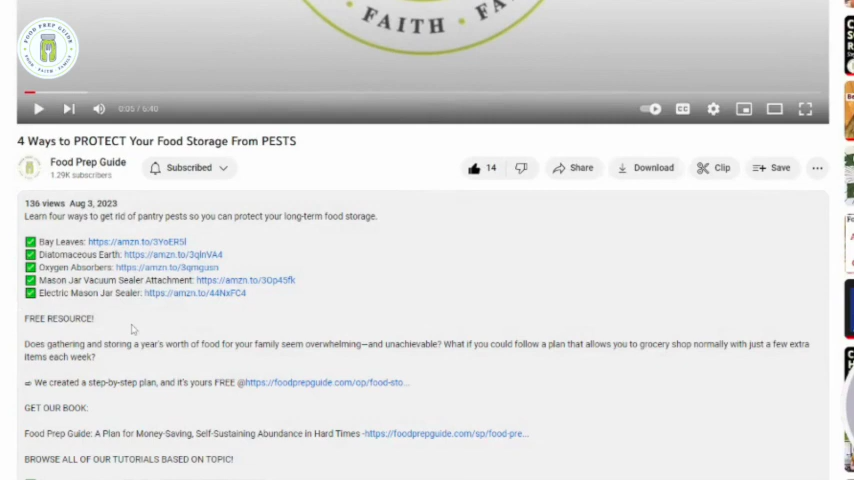 FAITH · FA
FOOD PREP GUIDE
FOOD · FAITH · FAMILY
0:05 / 6:40
CC
4 Ways to PROTECT Your Food Storage From PESTS
Food Prep Guide
1.29K subscribers
Subscribed
14
Share
Download
Clip
Save
136 views Aug 3, 2023
Learn four ways to get rid of pantry pests so you can protect your long-term food storage.
✅ Bay Leaves: https://amzn.to/3YoER5l
✅ Diatomaceous Earth: https://amzn.to/3qlnVA4
✅ Oxygen Absorbers: https://amzn.to/3qmgusn
✅ Mason Jar Vacuum Sealer Attachment: https://amzn.to/3Op45fk
✅ Electric Mason Jar Sealer: https://amzn.to/44NxFC4
FREE RESOURCE!
Does gathering and storing a year's worth of food for your family seem overwhelming—and unachievable? What if you could follow a plan that allows you to grocery shop normally with just a few extra
items each week?
We created a step-by-step plan, and it's yours FREE @https://foodprepguide.com/op/food-sto...
GET OUR BOOK:
Food Prep Guide: A Plan for Money-Saving, Self-Sustaining Abundance in Hard Times -https://foodprepguide.com/sp/food-pre...
BROWSE ALL OF OUR TUTORIALS BASED ON TOPIC!